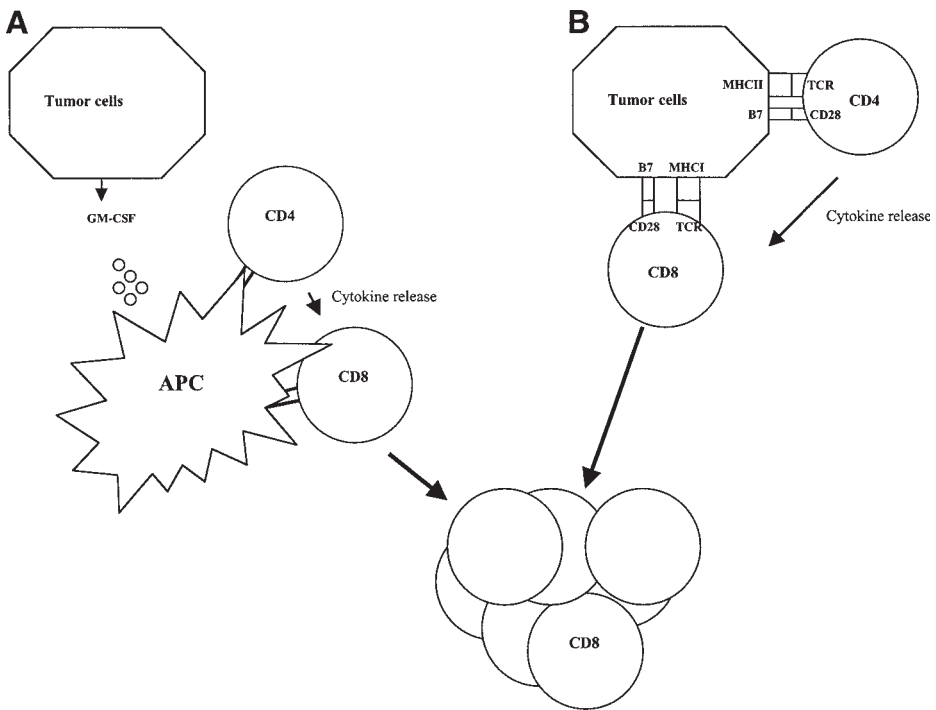 A
Tumor cells
GM-CSF
CD4
Cytokine release
APC
CD8
B
Tumor cells
MHCII
TCR
CD4
B7
CD28
B7
MHCI
Cytokine release
CD28
TCR
CD8
CD8